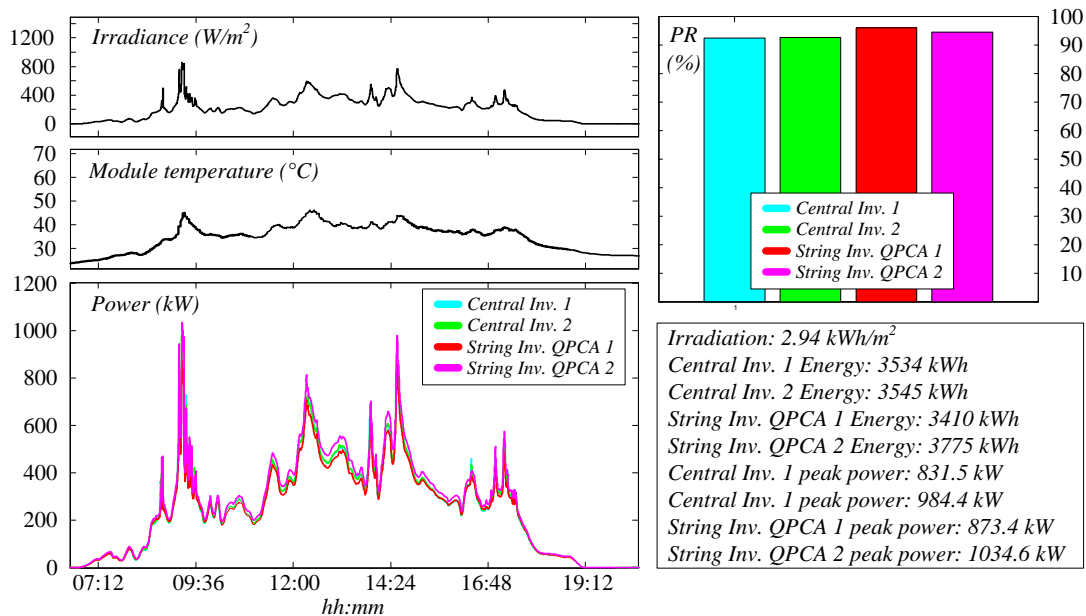 Irradiance (W/m²)
1200
800
400
0
Module temperature (°C)
70
60
50
40
30
Power (kW)
1200
1000
800
600
400
200
0
Central Inv. 1
Central Inv. 2
String Inv. QPCA 1
String Inv. QPCA 2
07:12
09:36
12:00
14:24
16:48
19:12
hh:mm
PR
(%)
100
90
80
70
60
50
40
30
20
10
Central Inv. 1
Central Inv. 2
String Inv. QPCA 1
String Inv. QPCA 2
Irradiation: 2.94 kWh/m²
Central Inv. 1 Energy: 3534 kWh
Central Inv. 2 Energy: 3545 kWh
String Inv. QPCA 1 Energy: 3410 kWh
String Inv. QPCA 2 Energy: 3775 kWh
Central Inv. 1 peak power: 831.5 kW
Central Inv. 1 peak power: 984.4 kW
String Inv. QPCA 1 peak power: 873.4 kW
String Inv. QPCA 2 peak power: 1034.6 kW